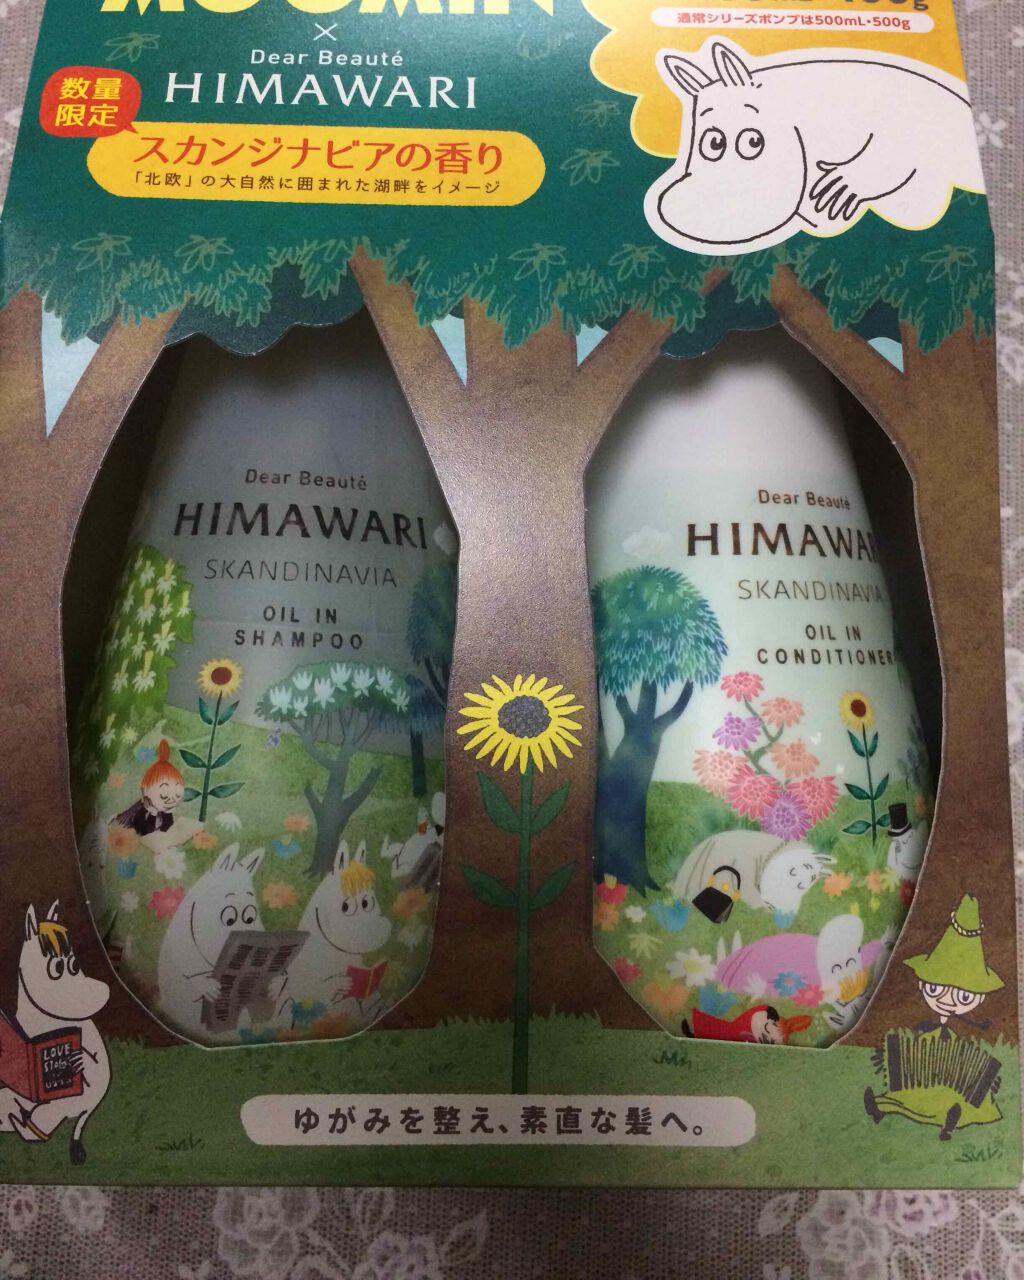 MOOMIN
×
Dear Beauté
HIMAWARI
通常シリーズポンプは500mL・500g
数量
限定
スカンジナビアの香り
「北欧」の大自然に囲まれた湖畔をイメージ
Dear Beauté
HIMAWARI
SKANDINAVIA
OIL IN
SHAMPOO
Dear Beauté
HIMAWAR
SKANDINAVIA
OIL IN
CONDITIONER
LOVE
ゆがみを整え、素直な髪へ。